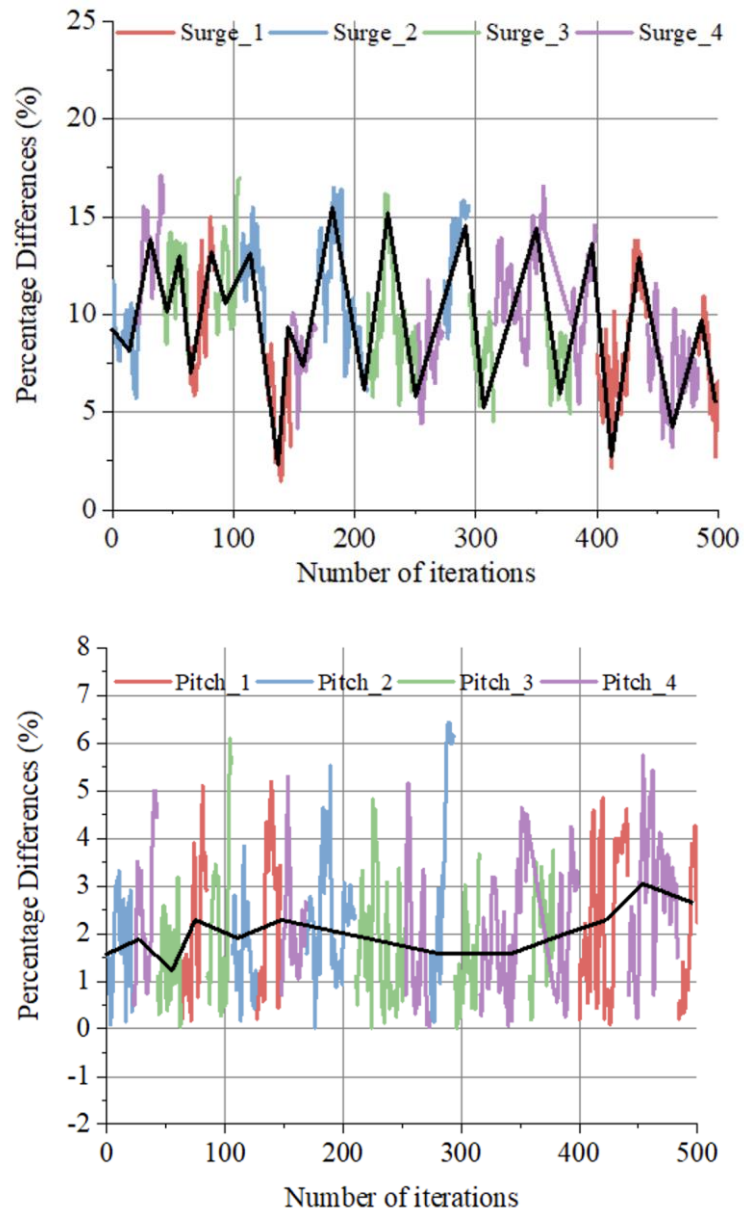 25
Surge_1 Surge_2 Surge_3 Surge_4
20
15
10
5
0
Percentage Differences (%)
0 100 200 300 400 500
Number of iterations
8
Pitch_1 Pitch_2 Pitch_3 Pitch_4
7
6
5
4
3
2
1
0
-1
-2
Percentage Differences (%)
0 100 200 300 400 500
Number of iterations